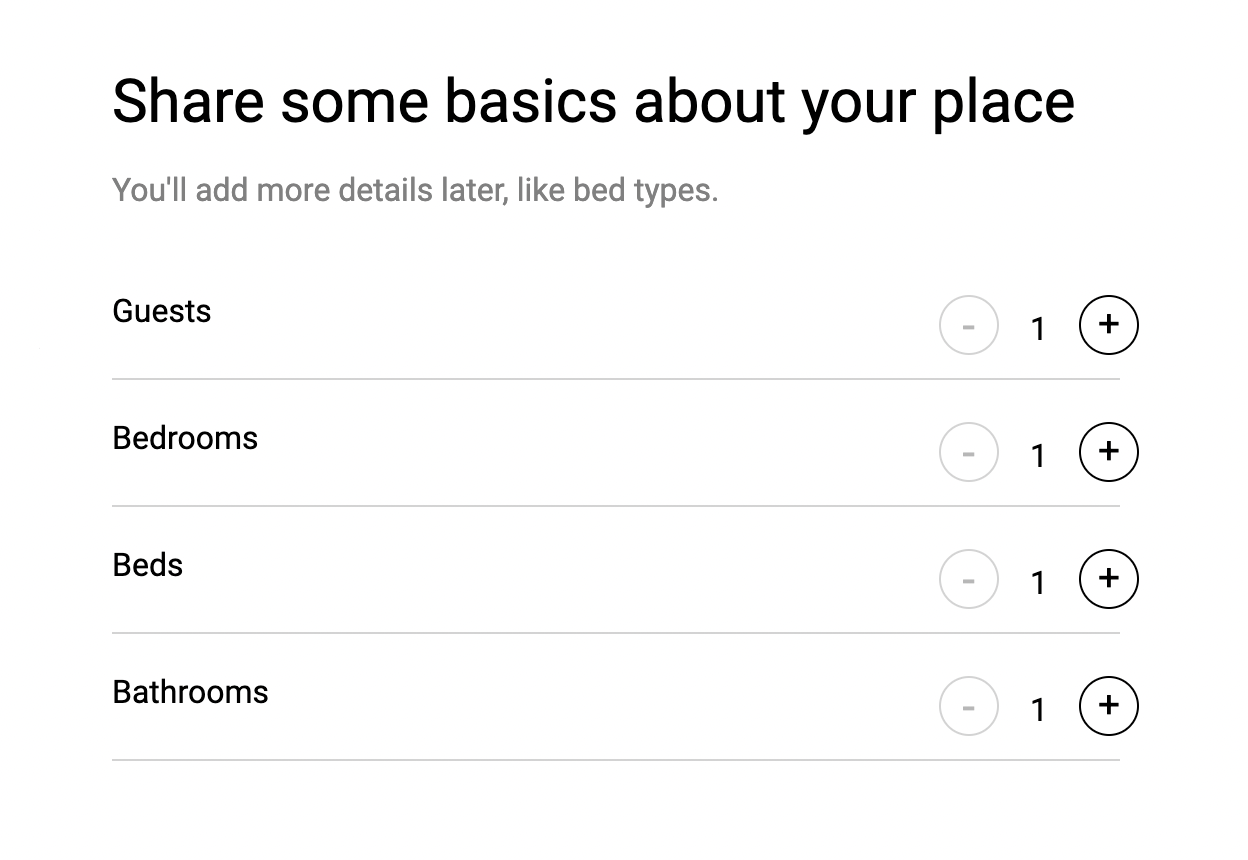 Share some basics about your place
You'll add more details later, like bed types.
Guests - 1 +
Bedrooms - 1 +
Beds - 1 +
Bathrooms - 1 +